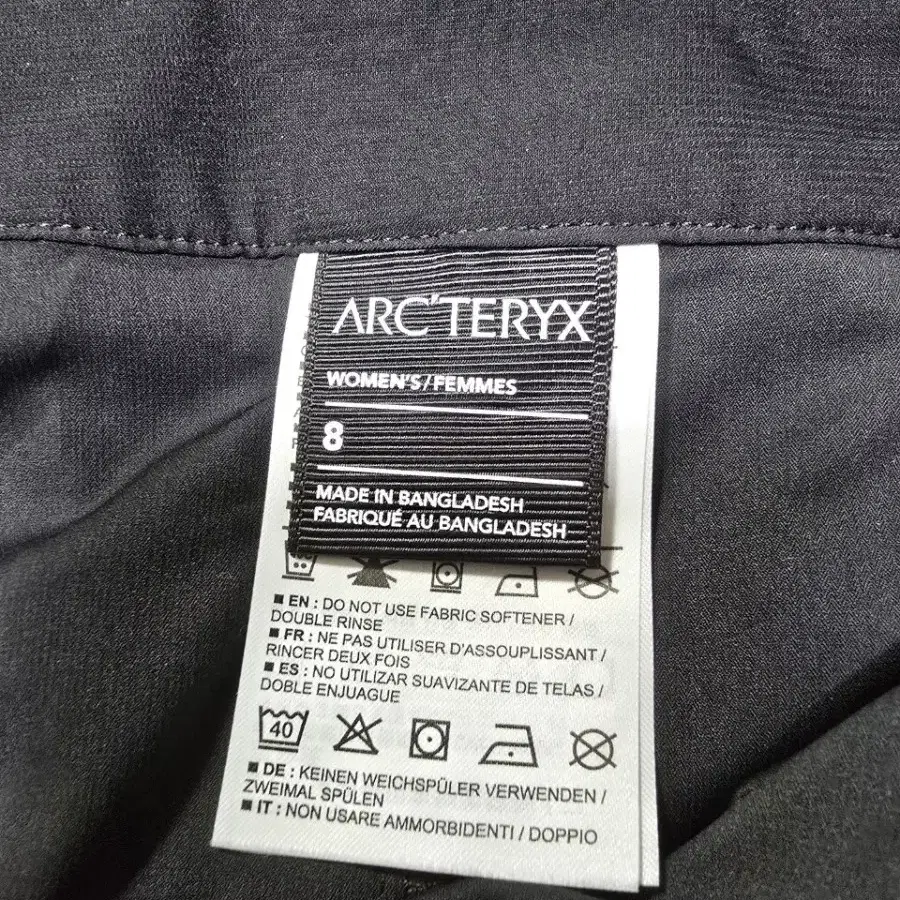 ARC'TERYX
WOMEN'S/FEMMES
8
MADE IN BANGLADESH
FABRIQUÉ AU BANGLADESH
■ EN : DO NOT USE FABRIC SOFTENER /
DOUBLE RINSE
■ FR : NE PAS UTILISER D'ASSOUPLISSANT /
RINCER DEUX FOIS
■ ES : NO UTILIZAR SUAVIZANTE DE TELAS /
DOBLE ENJUAGUE
40
■ DE : KEINEN WEICHSPÜLER VERWENDEN /
ZWEIMAL SPÜLEN
■ IT : NON USARE AMMORBIDENTI / DOPPIO